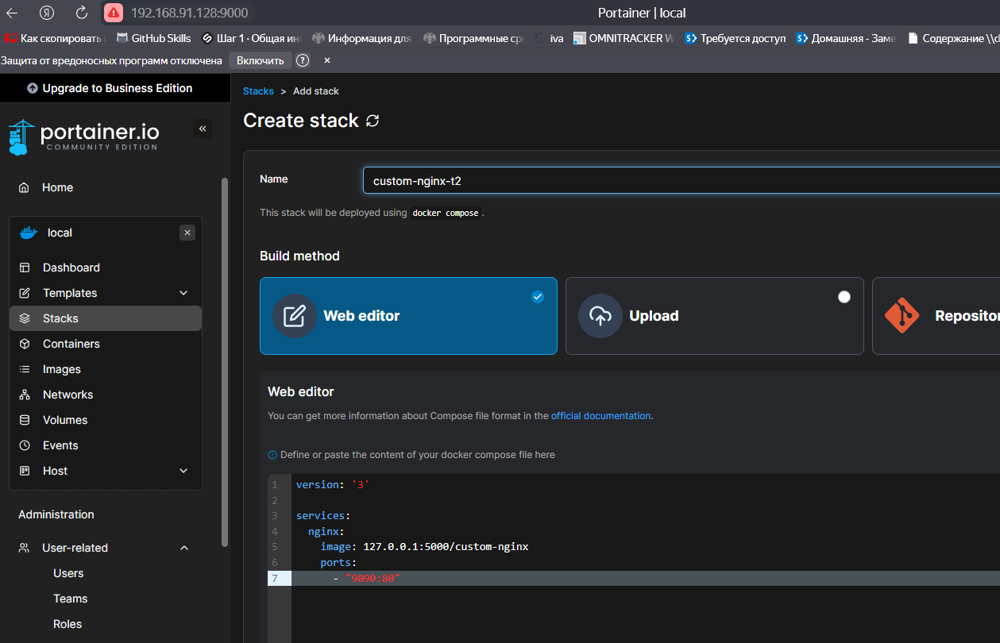 192.168.91.128:9000 Portainer | local
Как скопировать GitHub Skills Шаг 1 · Общая ин Информация для Программные сре iva OMNITRACKER W Требуется доступ Домашняя - Заме Содержание \\d
Защита от вредоносных программ отключена Включить ? ×
Upgrade to Business Edition
portainer.io
COMMUNITY EDITION
Home
local
Dashboard
Templates
Stacks
Containers
Images
Networks
Volumes
Events
Host
Administration
User-related
Users
Teams
Roles
Stacks > Add stack
Create stack
Name custom-nginx-t2
This stack will be deployed using docker compose .
Build method
Web editor
Upload
Repositor
Web editor
You can get more information about Compose file format in the official documentation.
Define or paste the content of your docker compose file here
1 version: '3'
2
3 services:
4 nginx:
5 image: 127.0.0.1:5000/custom-nginx
6 ports:
7 - "9090:80"